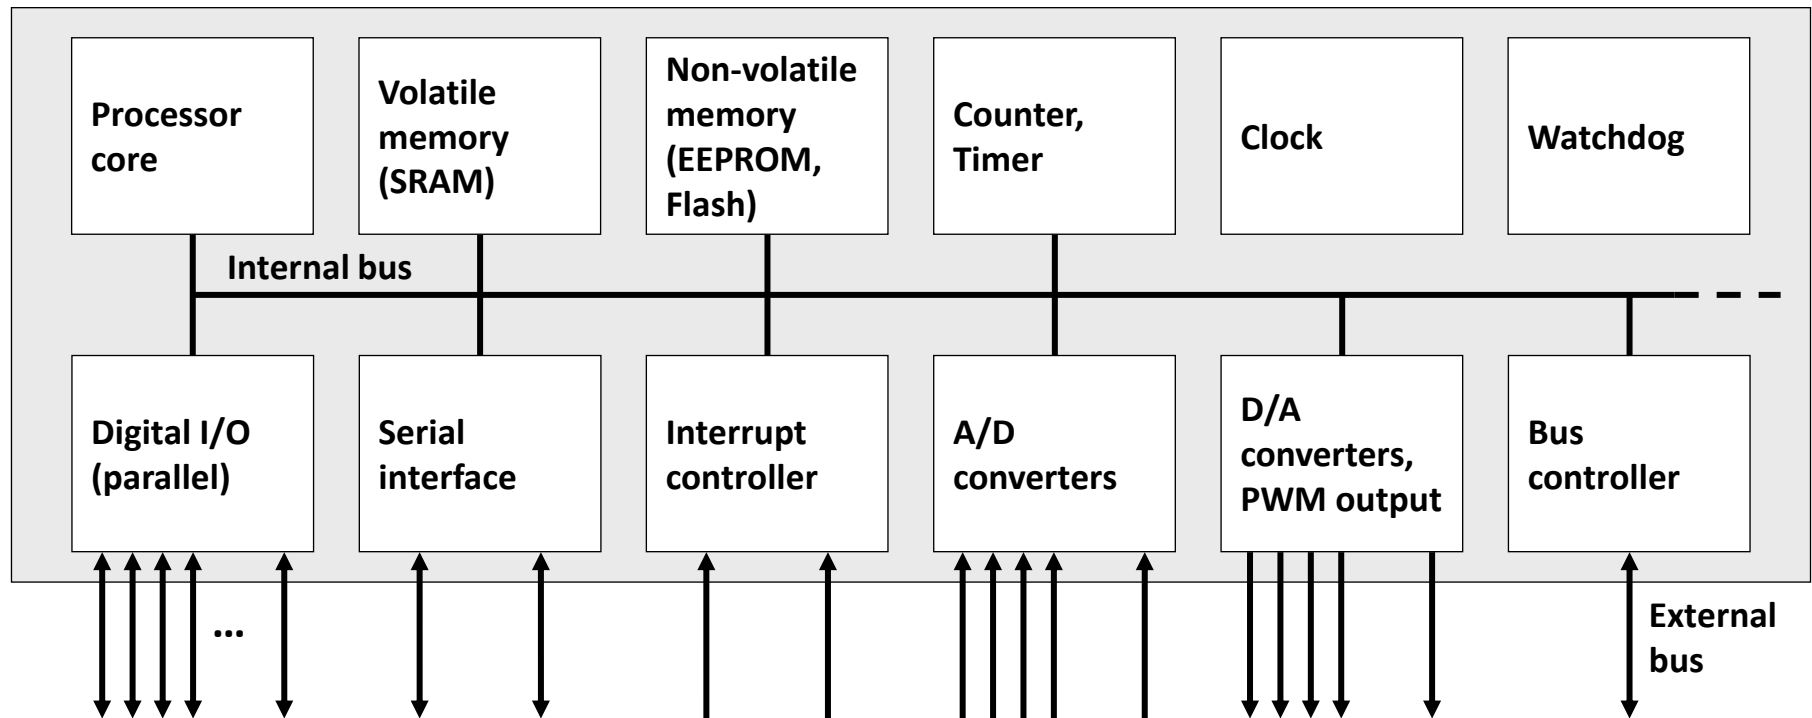 Processor
core
Volatile
memory
(SRAM)
Non-volatile
memory
(EEPROM,
Flash)
Counter,
Timer
Clock
Watchdog
Internal bus
Digital I/O
(parallel)
Serial
interface
Interrupt
controller
A/D
converters
D/A
converters,
PWM output
Bus
controller
...
External
bus